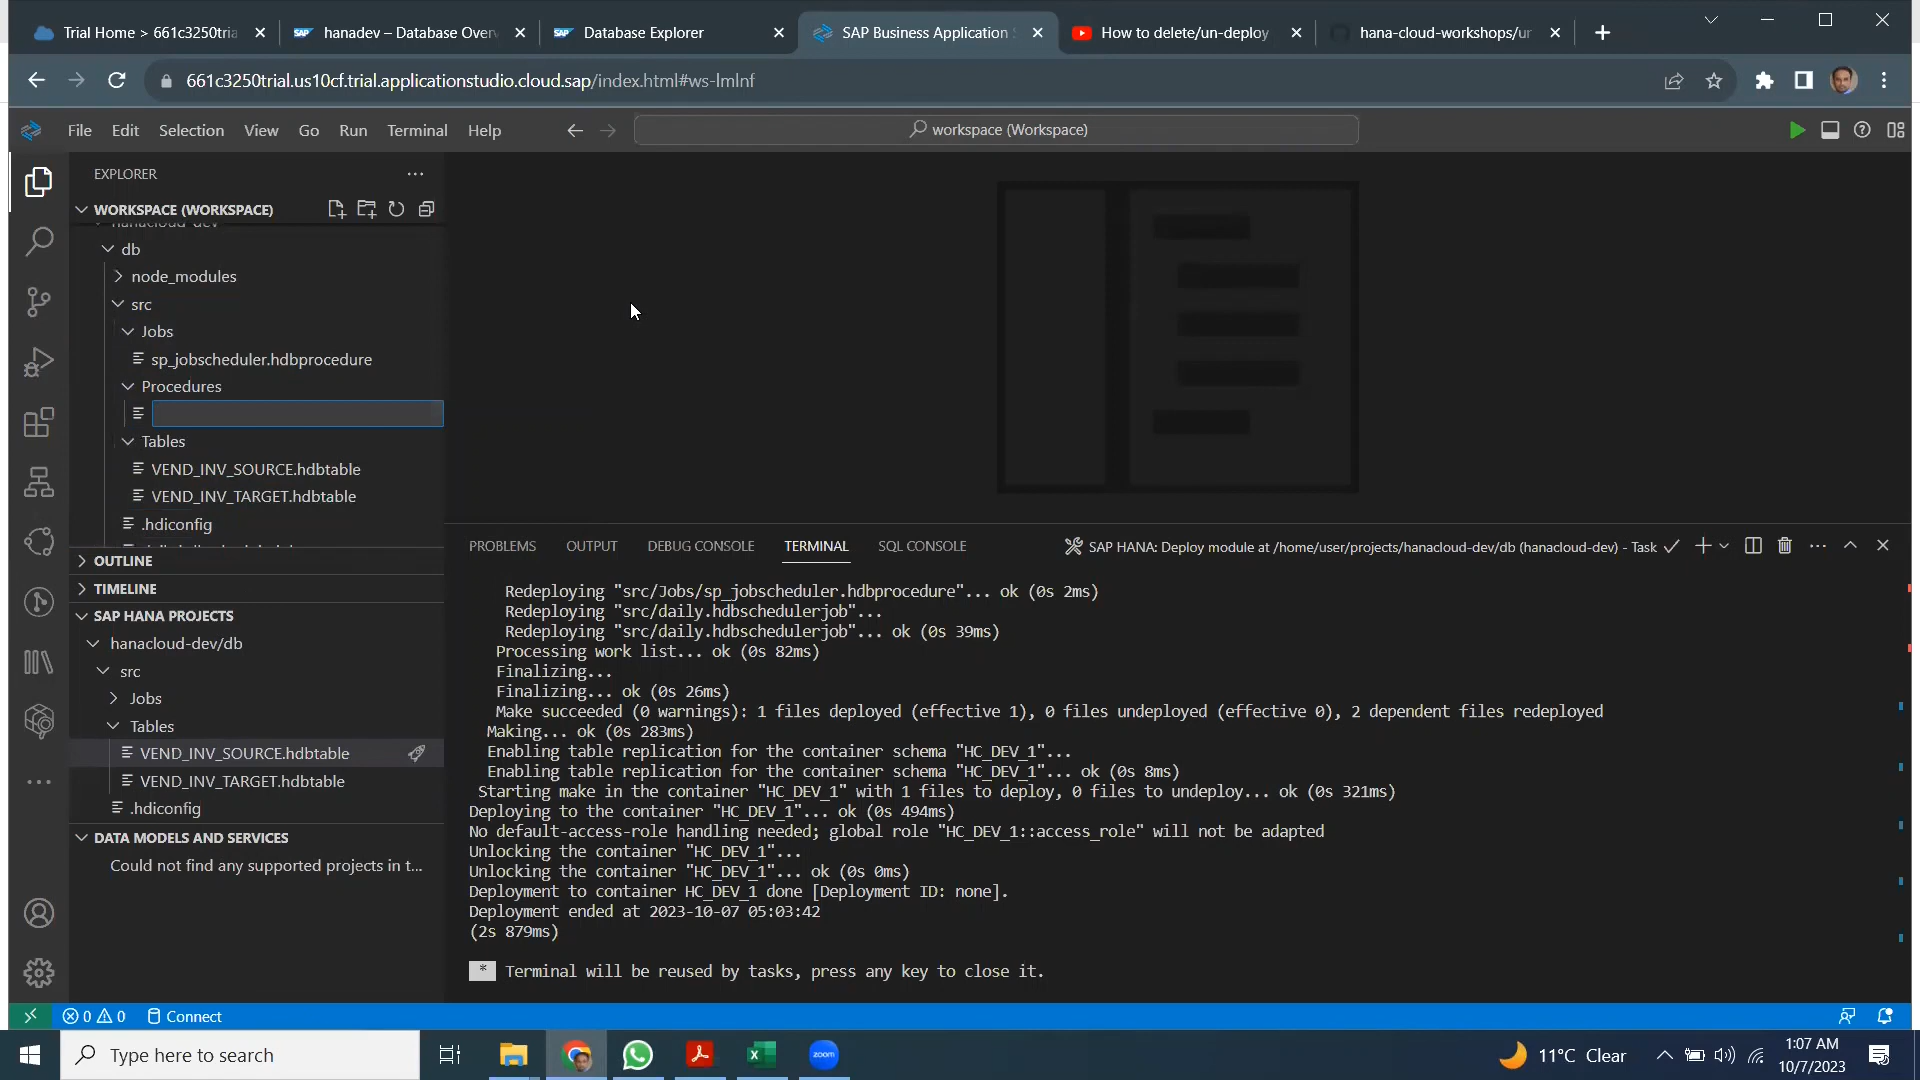 Trial Home > 661c3250tria
hanadev – Database Over
Database Explorer
SAP Business Application
How to delete/un-deploy
hana-cloud-workshops/ur
661c3250trial.us10cf.trial.applicationstudio.cloud.sap/index.html#ws-lmlnf
File Edit Selection View Go Run Terminal Help
workspace (Workspace)
EXPLORER
WORKSPACE (WORKSPACE)
hanacloud-dev
db
node_modules
src
Jobs
sp_jobscheduler.hdbprocedure
Procedures
Tables
VEND_INV_SOURCE.hdbtable
VEND_INV_TARGET.hdbtable
.hdiconfig
OUTLINE
TIMELINE
SAP HANA PROJECTS
hanacloud-dev/db
src
Jobs
Tables
VEND_INV_SOURCE.hdbtable
VEND_INV_TARGET.hdbtable
.hdiconfig
DATA MODELS AND SERVICES
Could not find any supported projects in t...
PROBLEMS OUTPUT DEBUG CONSOLE TERMINAL SQL CONSOLE
SAP HANA: Deploy module at /home/user/projects/hanacloud-dev/db (hanacloud-dev) - Task
Redeploying "src/Jobs/sp_jobscheduler.hdbprocedure"... ok (0s 2ms)
Redeploying "src/daily.hdbschedulerjob"...
Redeploying "src/daily.hdbschedulerjob"... ok (0s 39ms)
Processing work list... ok (0s 82ms)
Finalizing...
Finalizing... ok (0s 26ms)
Make succeeded (0 warnings): 1 files deployed (effective 1), 0 files undeployed (effective 0), 2 dependent files redeployed
Making... ok (0s 283ms)
Enabling table replication for the container schema "HC_DEV_1"...
Enabling table replication for the container schema "HC_DEV_1"... ok (0s 8ms)
Starting make in the container "HC_DEV_1" with 1 files to deploy, 0 files to undeploy... ok (0s 321ms)
Deploying to the container "HC_DEV_1"... ok (0s 494ms)
No default-access-role handling needed; global role "HC_DEV_1::access_role" will not be adapted
Unlocking the container "HC_DEV_1"...
Unlocking the container "HC_DEV_1"... ok (0s 0ms)
Deployment to container HC_DEV_1 done [Deployment ID: none].
Deployment ended at 2023-10-07 05:03:42
(2s 879ms)
* Terminal will be reused by tasks, press any key to close it.
0 0 Connect
Type here to search
zoom
11°C Clear
1:07 AM
10/7/2023